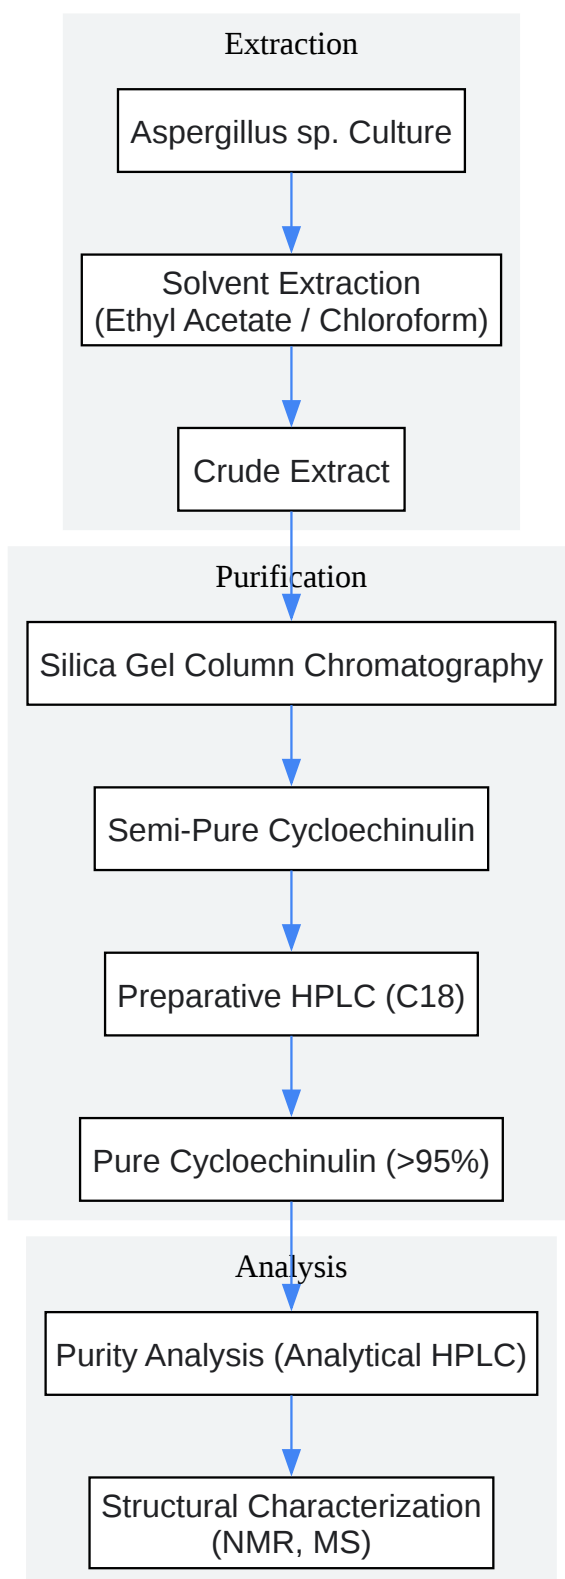 Extraction
Aspergillus sp. Culture
Solvent Extraction
(Ethyl Acetate / Chloroform)
Crude Extract
Purification
Silica Gel Column Chromatography
Semi-Pure Cycloechinulin
Preparative HPLC (C18)
Pure Cycloechinulin (>95%)
Analysis
Purity Analysis (Analytical HPLC)
Structural Characterization
(NMR, MS)